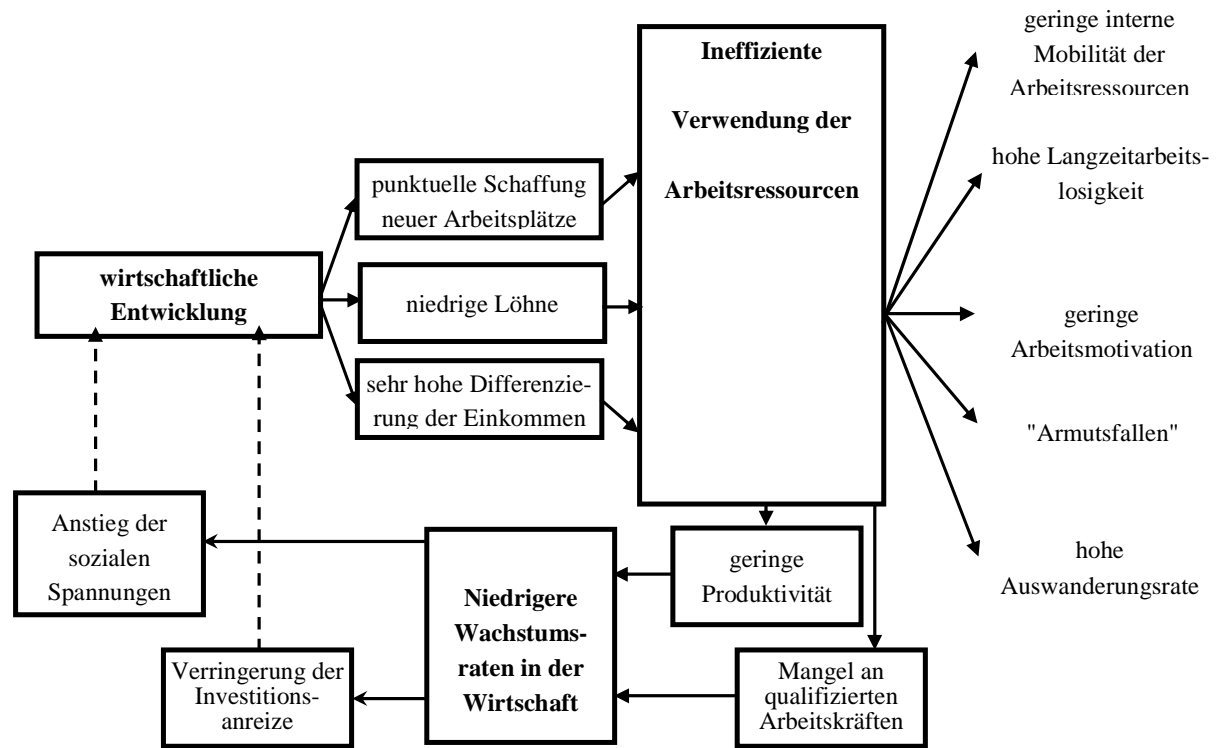 geringe interne
Mobilität der
Arbeitsressourcen
Ineffiziente
Verwendung der
Arbeitsressourcen
hohe Langzeitarbeits-
losigkeit
punktuelle Schaffung
neuer Arbeitsplätze
wirtschaftliche
Entwicklung
niedrige Löhne
geringe
Arbeitsmotivation
sehr hohe Differenzie-
rung der Einkommen
"Armutsfallen"
Anstieg der
sozialen
Spannungen
geringe
Produktivität
hohe
Auswanderungsrate
Niedrigere
Wachstums-
raten in der
Wirtschaft
Verringerung der
Investitions-
anreize
Mangel an
qualifizierten
Arbeitskräften